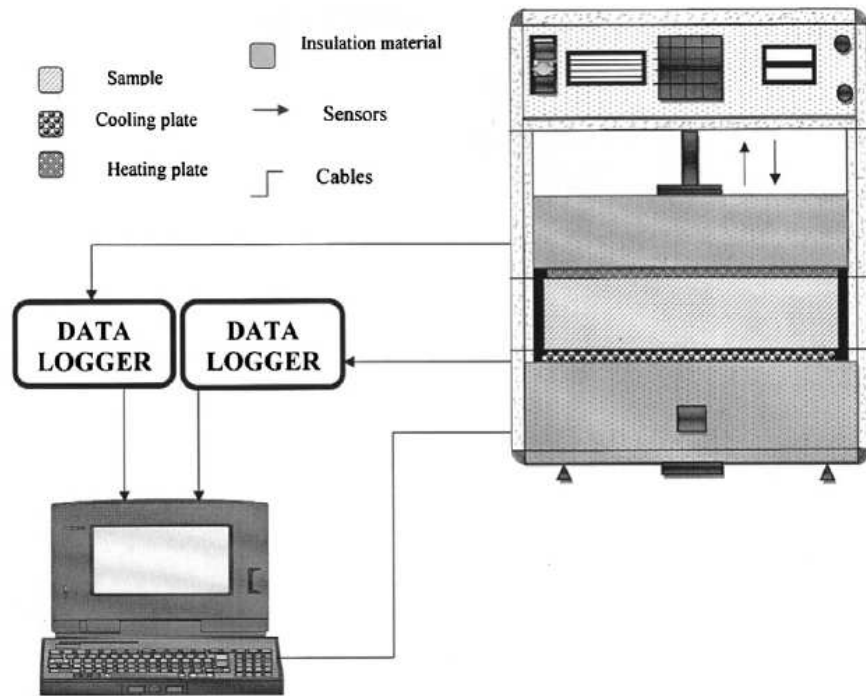 Insulation material
Sample
Sensors
Cooling plate
Heating plate
Cables
DATA
LOGGER
DATA
LOGGER